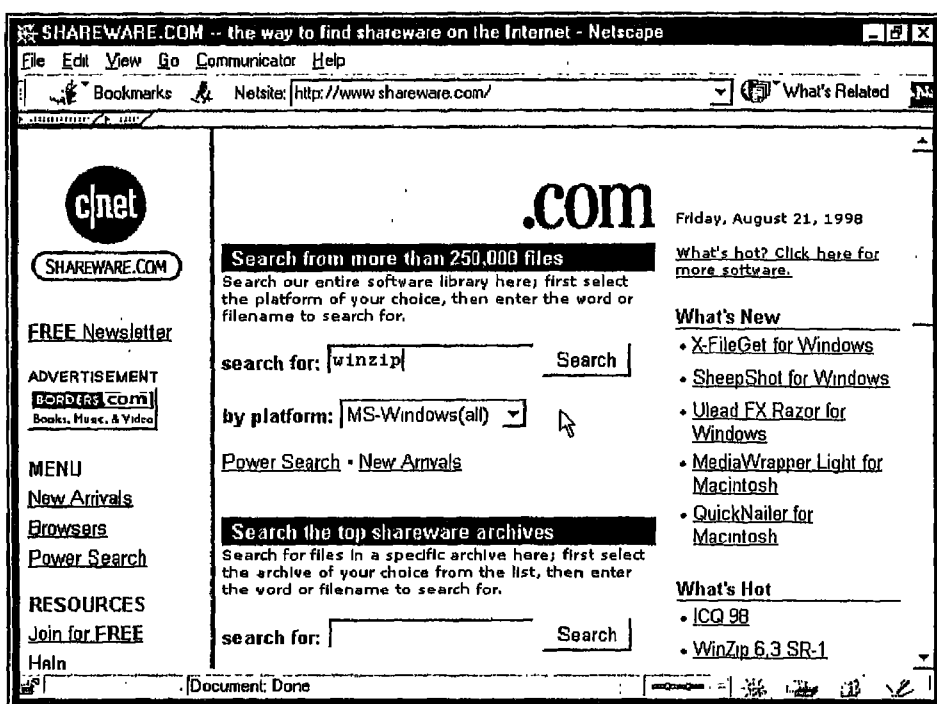 SHAREWARE.COM -- the way to find shareware on the Internet - Netscape
File Edit View Go Communicator Help
Bookmarks Netsite: http://www.shareware.com/ What's Related
c|net
SHAREWARE.COM
FREE Newsletter
ADVERTISEMENT
BORDERS.COM
Books, Music, & Video
MENU
New Arrivals
Browsers
Power Search
RESOURCES
Join for FREE
Help
.com
Search from more than 250,000 files
Search our entire software library here; first select
the platform of your choice, then enter the word or
filename to search for.
search for: winzip Search
by platform: MS-Windows(all)
Power Search • New Arrivals
Search the top shareware archives
Search for files in a specific archive here; first select
the archive of your choice from the list, then enter
the word or filename to search for.
search for: Search
Friday, August 21, 1998
What's hot? Click here for
more software.
What's New
• X-FileGet for Windows
• SheepShot for Windows
• Ulead FX Razor for
Windows
• MediaWrapper Light for
Macintosh
• QuickNailer for
Macintosh
What's Hot
• ICQ 98
• WinZip 6.3 SR-1
Document: Done